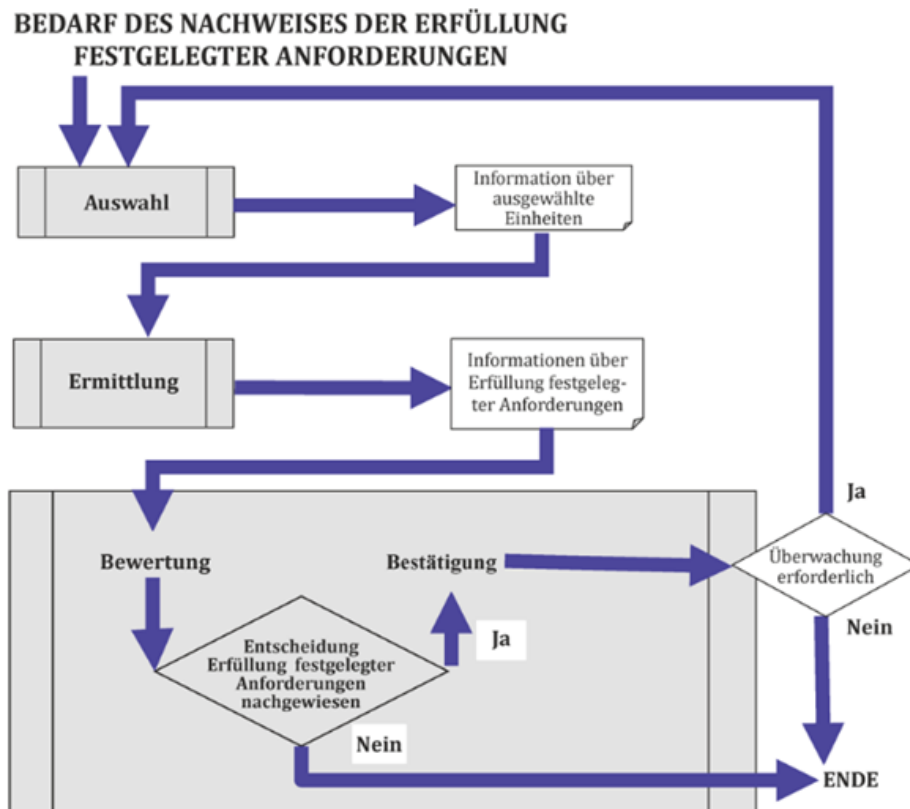 BEDARF DES NACHWEISES DER ERFÜLLUNG
FESTGELEGTER ANFORDERUNGEN
Auswahl
Information über
ausgewählte
Einheiten
Ermittlung
Informationen über
Erfüllung festgeleg-
ter Anforderungen
Ja
Bewertung
Bestätigung
Überwachung
erforderlich
Ja
Nein
Entscheidung
Erfüllung festgelegter
Anforderungen
nachgewiesen
Nein
ENDE